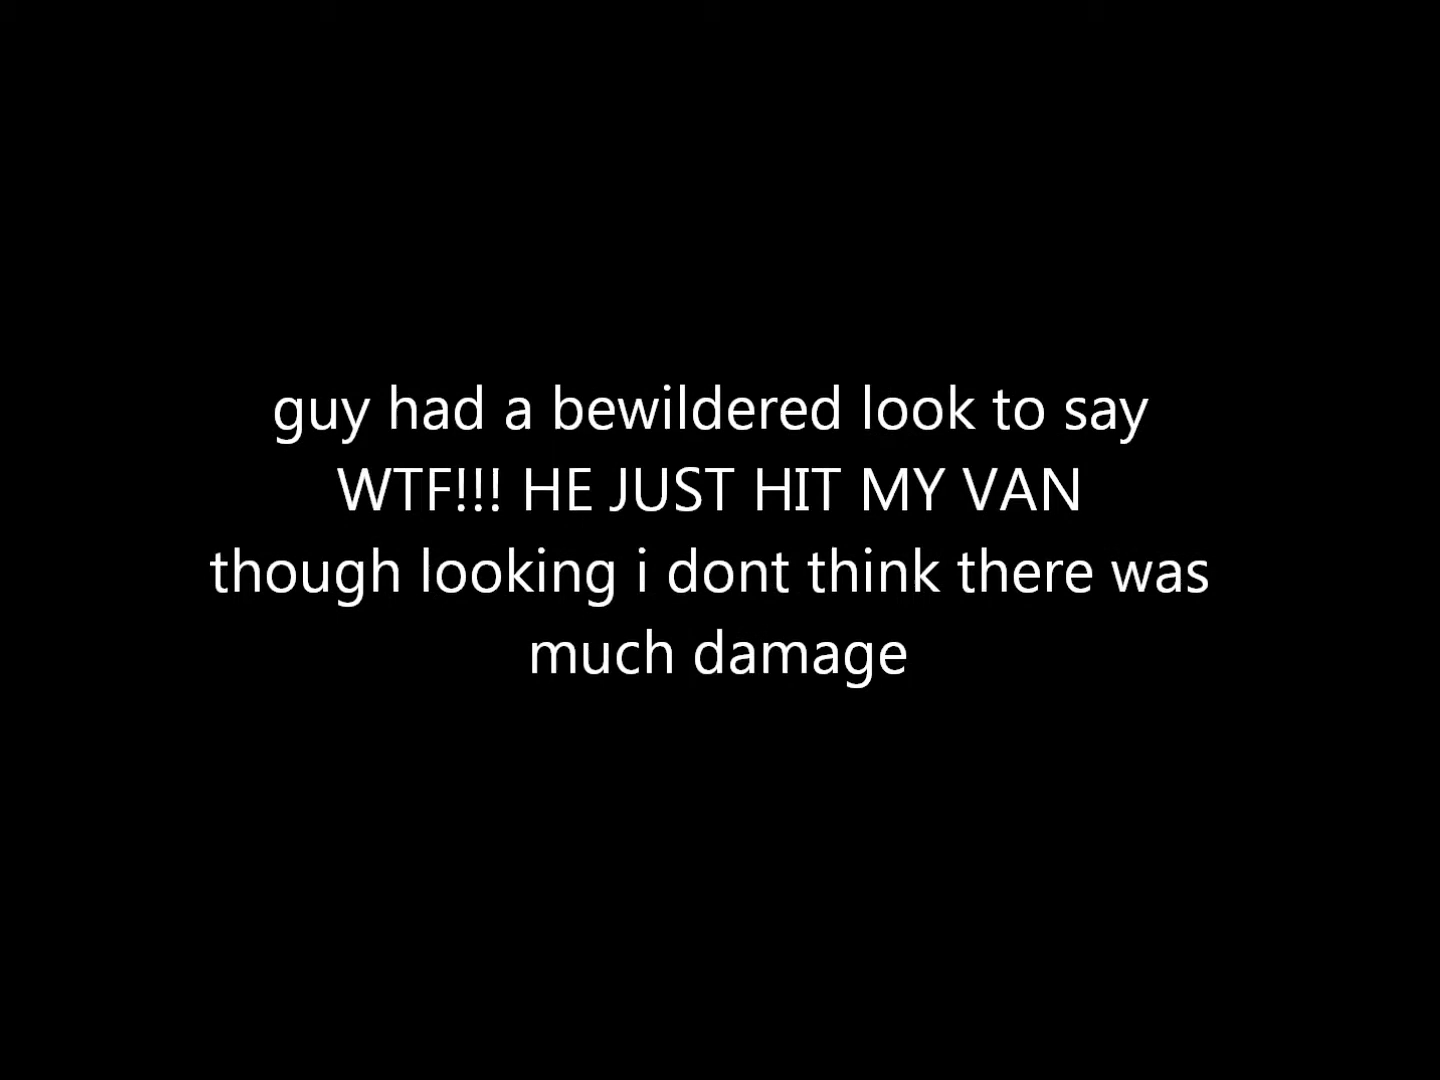 guy had a bewildered look to say
WTF!!! HE JUST HIT MY VAN
though looking i dont think there was
much damage